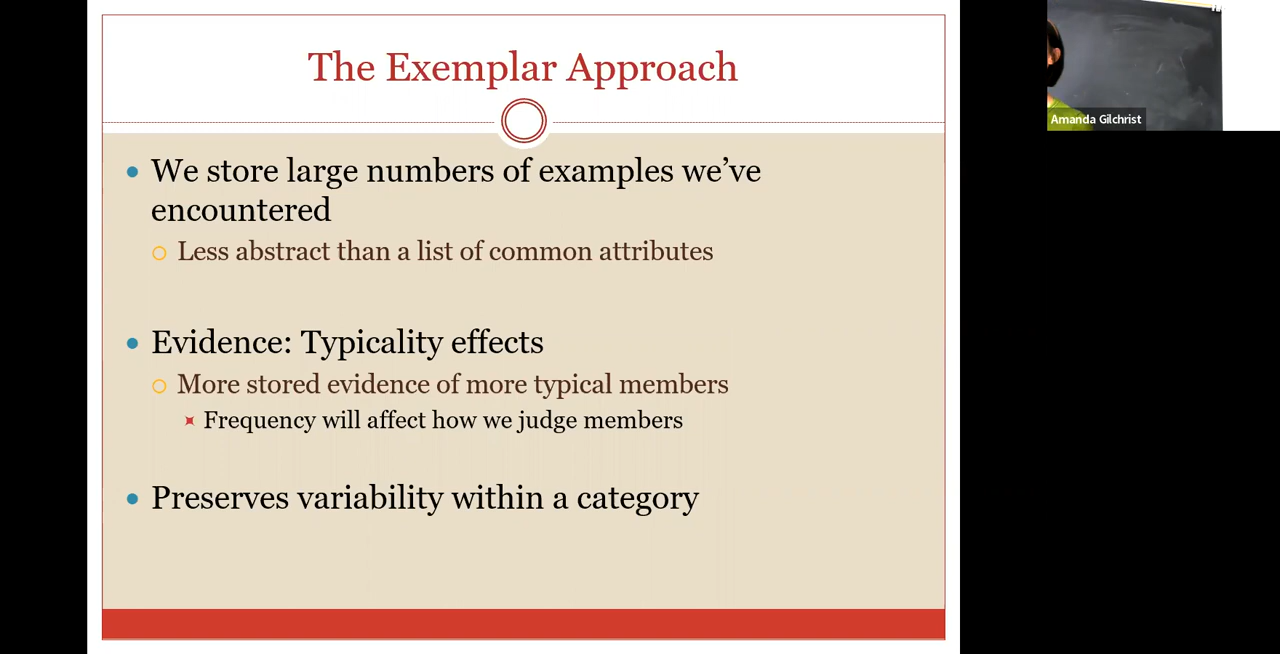 The Exemplar Approach
We store large numbers of examples we’ve
encountered
Less abstract than a list of common attributes
Evidence: Typicality effects
More stored evidence of more typical members
Frequency will affect how we judge members
Preserves variability within a category
Amanda Gilchrist